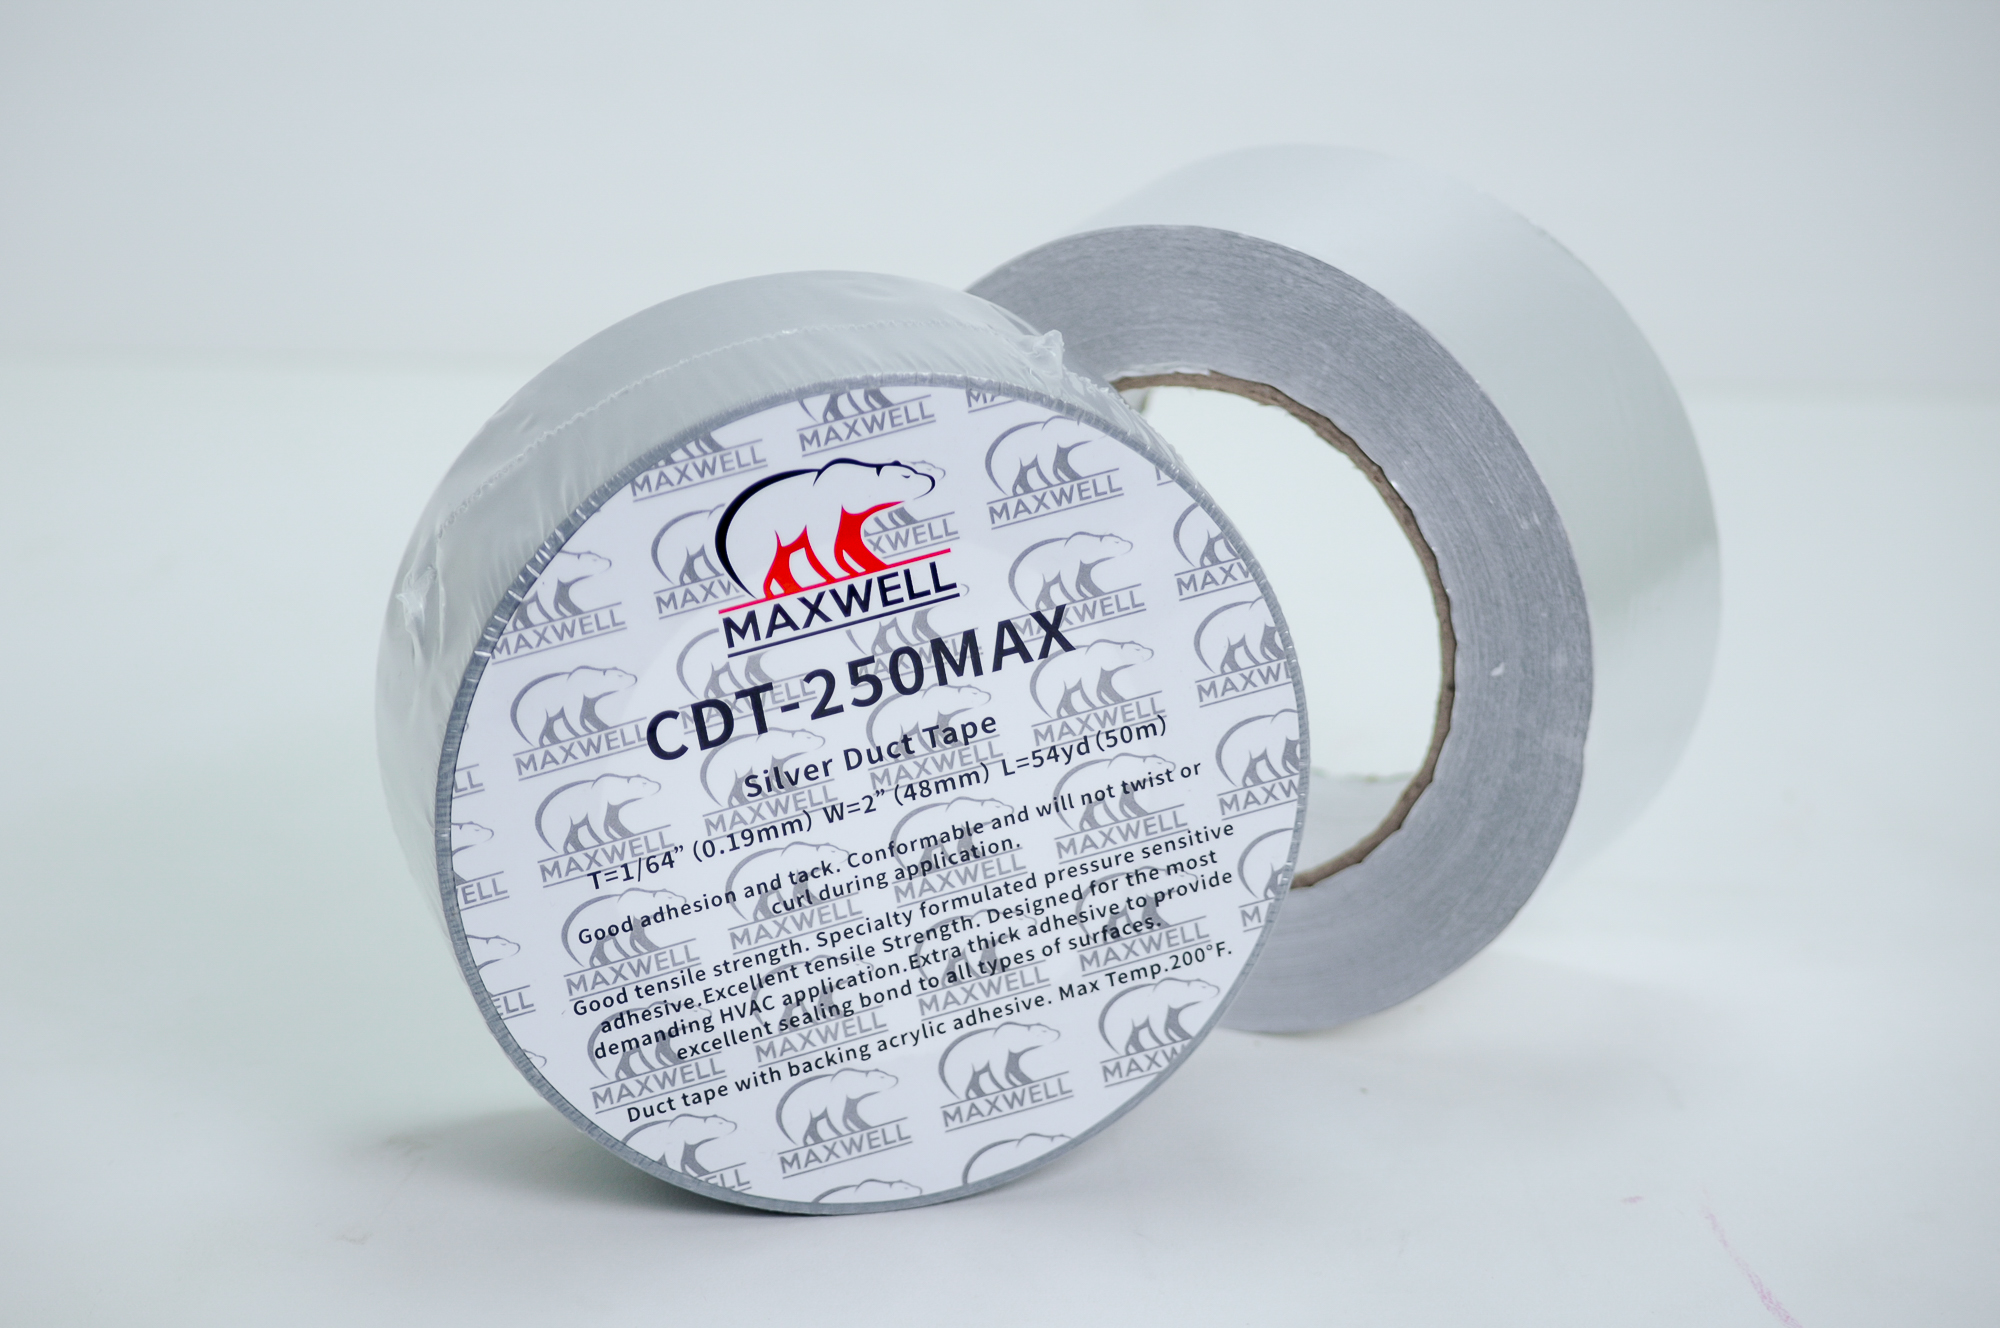 MAXWELL
CDT-250MAX
Silver Duct Tape
T=1/64” (0.19mm) W=2” (48mm) L=54yd(50m)
Good adhesion and tack. Conformable and will not twist or
curl during application.
Good tensile strength. Specialty formulated pressure sensitive
adhesive.Excellent tensile Strength. Designed for the most
demanding HVAC application.Extra thick adhesive to provide
excellent sealing bond to all types of surfaces.
Duct tape with backing acrylic adhesive. Max Temp.200°F.